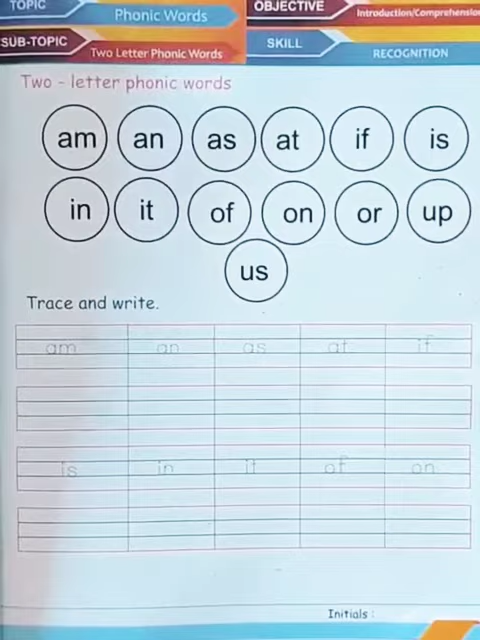 TOPIC Phonic Words OBJECTIVE Introduction/Comprehension
SUB-TOPIC Two Letter Phonic Words SKILL RECOGNITION
Two - letter phonic words
am an as at if is
in it of on or up
us
Trace and write.
am an as at if
is in it of on
Initials :